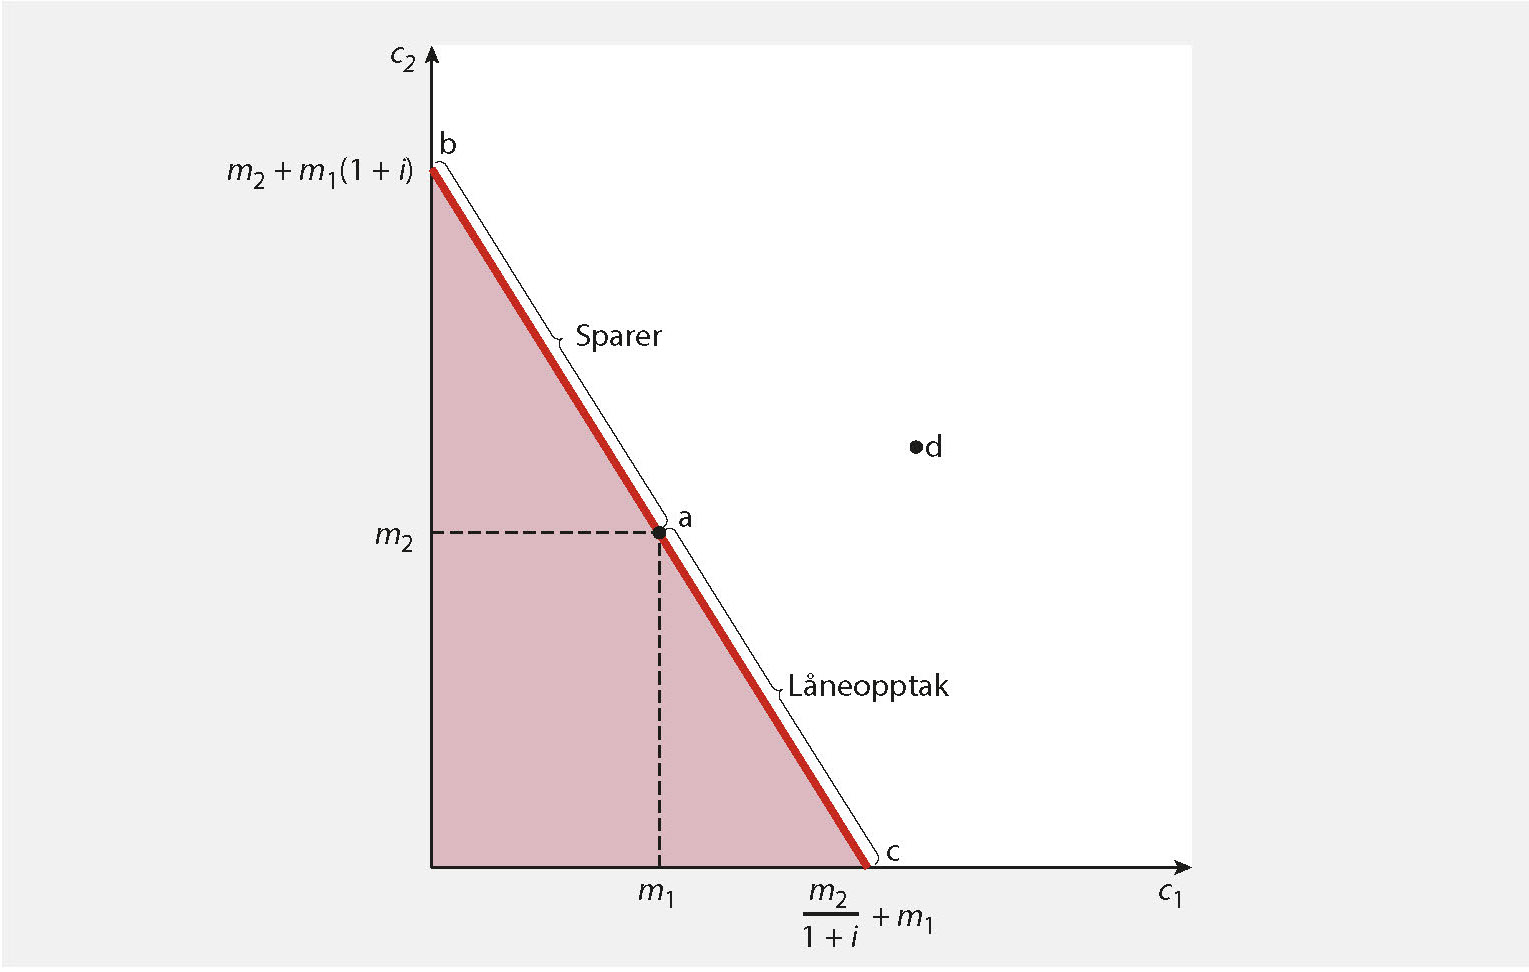 c₂
b
m₂ + m₁(1 + i)
Sparer
d
a
m₂
Låneopptak
c
m₁
m₂
1 + i
+ m₁
c₁